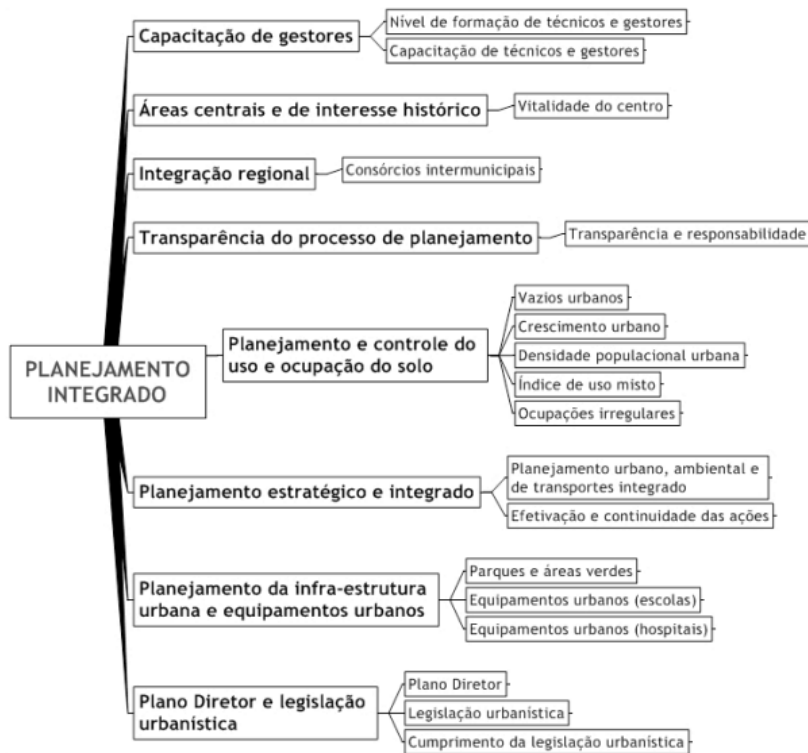 Capacitação de gestores
Nível de formação de técnicos e gestores
Capacitação de técnicos e gestores
Áreas centrais e de interesse histórico
Vitalidade do centro
Integração regional
Consórcios intermunicipais
Transparência do processo de planejamento
Transparência e responsabilidade
PLANEJAMENTO
INTEGRADO
Planejamento e controle do
uso e ocupação do solo
Vazios urbanos
Crescimento urbano
Densidade populacional urbana
Índice de uso misto
Ocupações irregulares
Planejamento estratégico e integrado
Planejamento urbano, ambiental e
de transportes integrado
Efetivação e continuidade das ações
Planejamento da infra-estrutura
urbana e equipamentos urbanos
Parques e áreas verdes
Equipamentos urbanos (escolas)
Equipamentos urbanos (hospitais)
Plano Diretor e legislação
urbanística
Plano Diretor
Legislação urbanística
Cumprimento da legislação urbanística